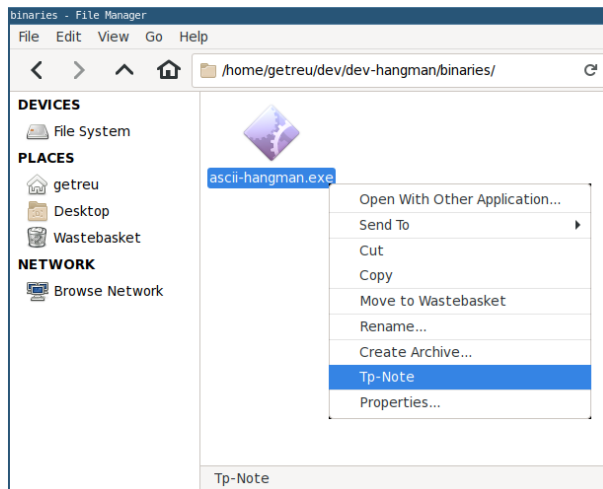 binaries - File Manager
File Edit View Go Help
/home/getreu/dev/dev-hangman/binaries/
DEVICES
File System
PLACES
getreu
Desktop
Wastebasket
NETWORK
Browse Network
ascii-hangman.exe
Open With Other Application...
Send To
Cut
Copy
Move to Wastebasket
Rename...
Create Archive...
Tp-Note
Properties...
Tp-Note